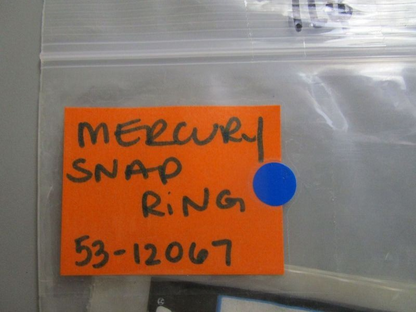 MERCURY
SNAP
RiNG
53-12067